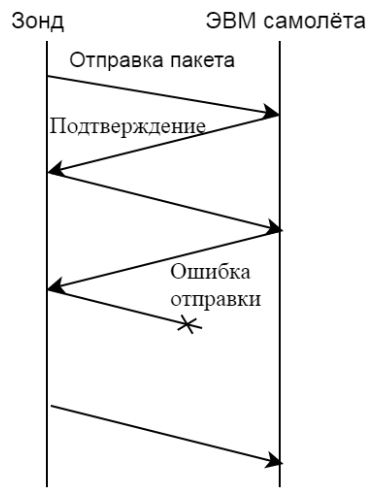 Зонд
ЭВМ самолёта
Отправка пакета
Подтверждение
Ошибка
отправки